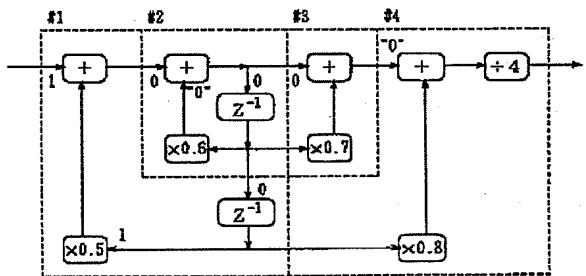 #1 #2 #3 #4
"0"
+ + + + ÷4
1 0 "0" 0 0
Z⁻¹
×0.6 ×0.7
0
Z⁻¹
×0.5 1 ×0.8